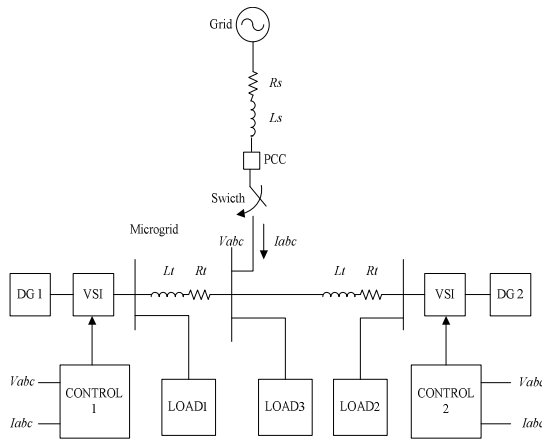 Grid
Rs
Ls
PCC
Swicth
Microgrid
Vabc
Iabc
Lt
Rt
Lt
Rt
DG 1
VSI
VSI
DG 2
Vabc
Iabc
CONTROL
1
LOAD1
LOAD3
LOAD2
CONTROL
2
Vabc
Iabc